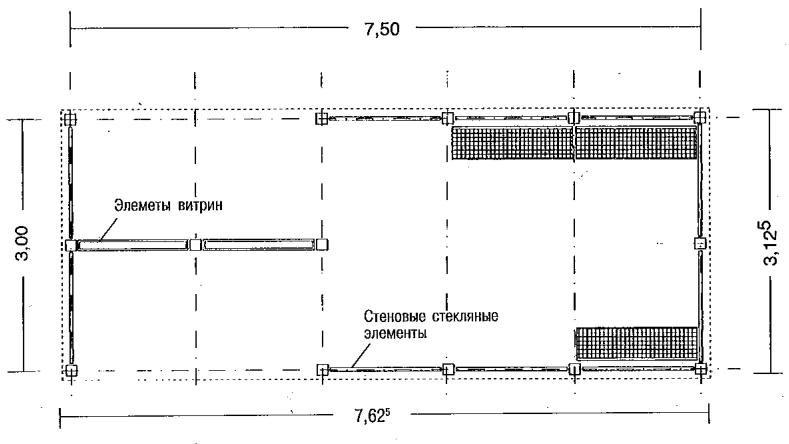 7,50
Элеметы витрин
3,00
3,12⁵
Стеновые стекляные
элементы
7,62⁵